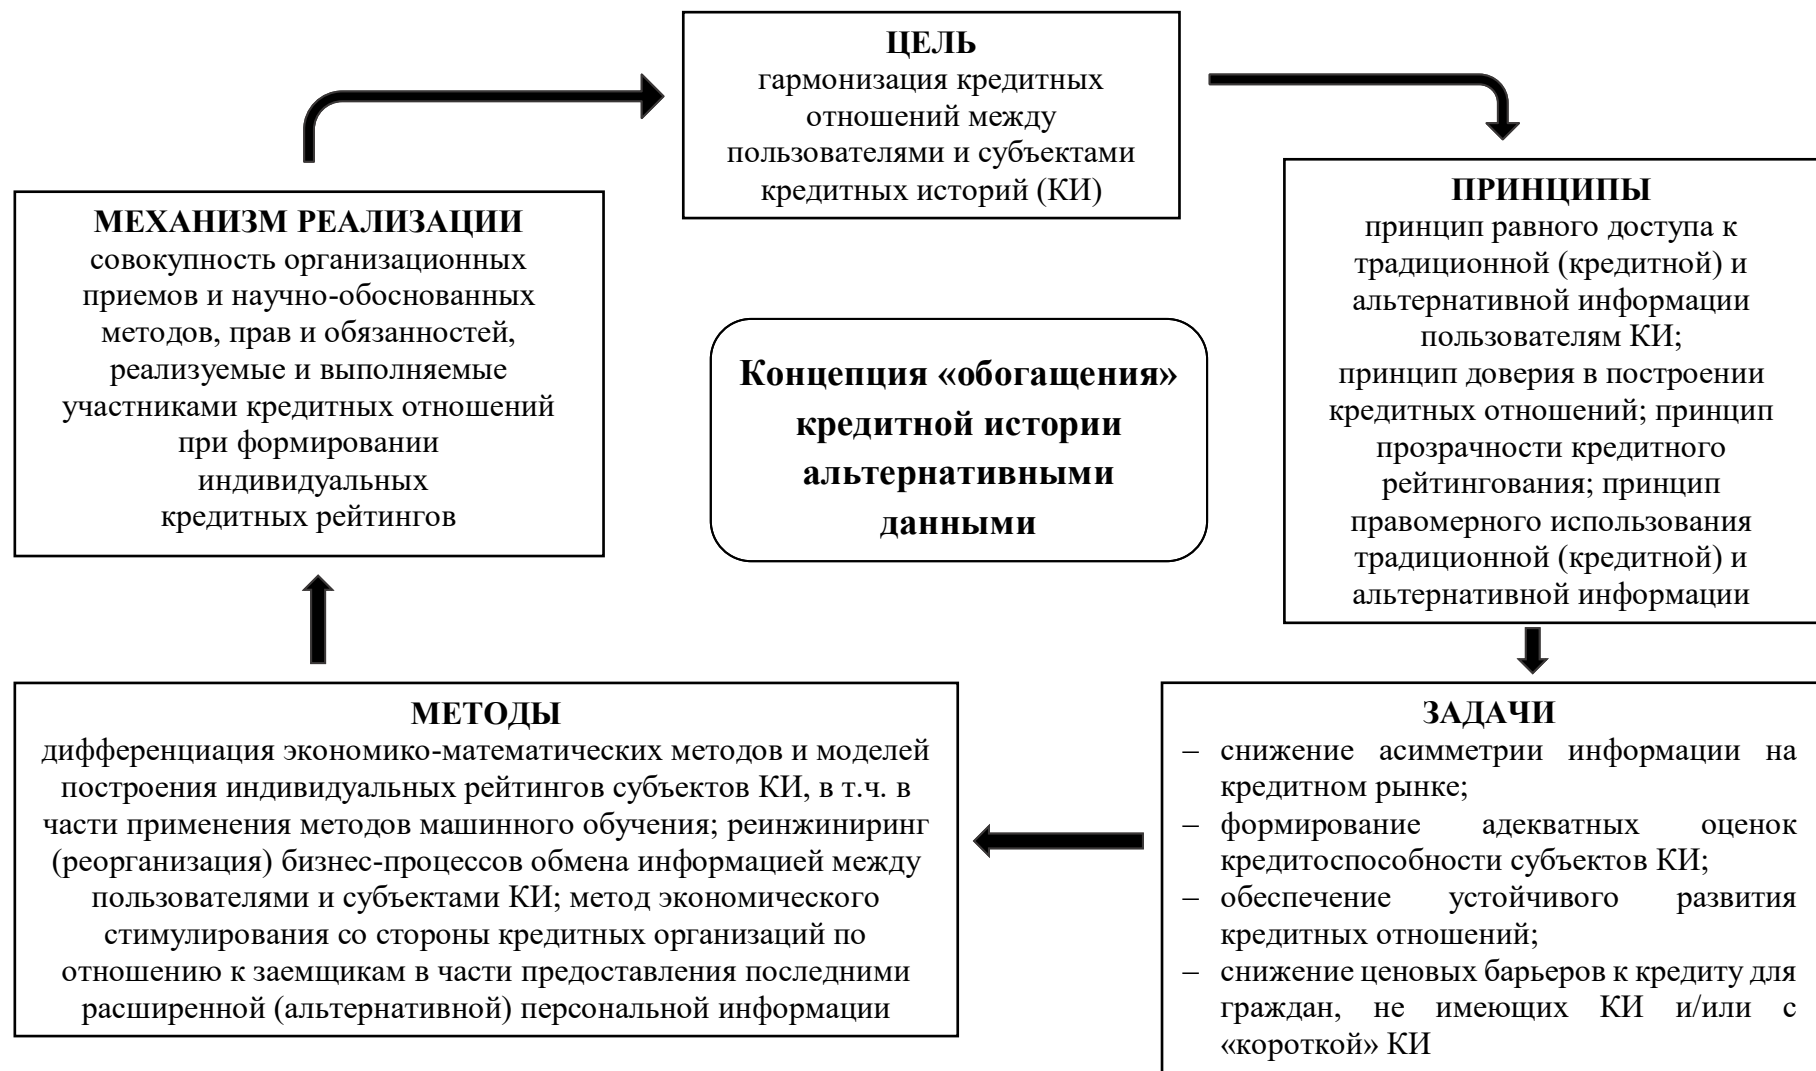 ЦЕЛЬ
гармонизация кредитных
отношений между
пользователями и субъектами
кредитных историй (КИ)
ПРИНЦИПЫ
принцип равного доступа к
традиционной (кредитной) и
альтернативной информации
пользователям КИ;
принцип доверия в построении
кредитных отношений; принцип
прозрачности кредитного
рейтингования; принцип
правомерного использования
традиционной (кредитной) и
альтернативной информации
МЕХАНИЗМ РЕАЛИЗАЦИИ
совокупность организационных
приемов и научно-обоснованных
методов, прав и обязанностей,
реализуемые и выполняемые
участниками кредитных отношений
при формировании
индивидуальных
кредитных рейтингов
Концепция «обогащения»
кредитной истории
альтернативными
данными
МЕТОДЫ
дифференциация экономико-математических методов и моделей
построения индивидуальных рейтингов субъектов КИ, в т.ч. в
части применения методов машинного обучения; реинжиниринг
(реорганизация) бизнес-процессов обмена информацией между
пользователями и субъектами КИ; метод экономического
стимулирования со стороны кредитных организаций по
отношению к заемщикам в части предоставления последними
расширенной (альтернативной) персональной информации
ЗАДАЧИ
– снижение асимметрии информации на
кредитном рынке;
– формирование адекватных оценок
кредитоспособности субъектов КИ;
– обеспечение устойчивого развития
кредитных отношений;
– снижение ценовых барьеров к кредиту для
граждан, не имеющих КИ и/или с
«короткой» КИ